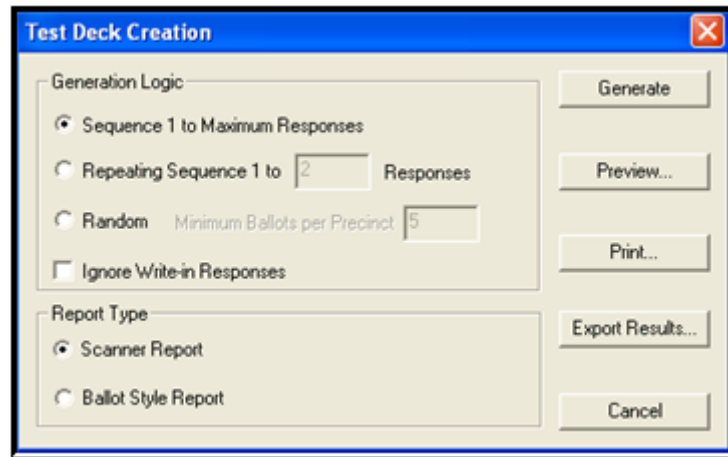 Test Deck Creation
Generation Logic
Sequence 1 to Maximum Responses
Repeating Sequence 1 to 2 Responses
Random Minimum Ballots per Precinct 5
Ignore Write-in Responses
Report Type
Scanner Report
Ballot Style Report
Generate
Preview...
Print...
Export Results...
Cancel